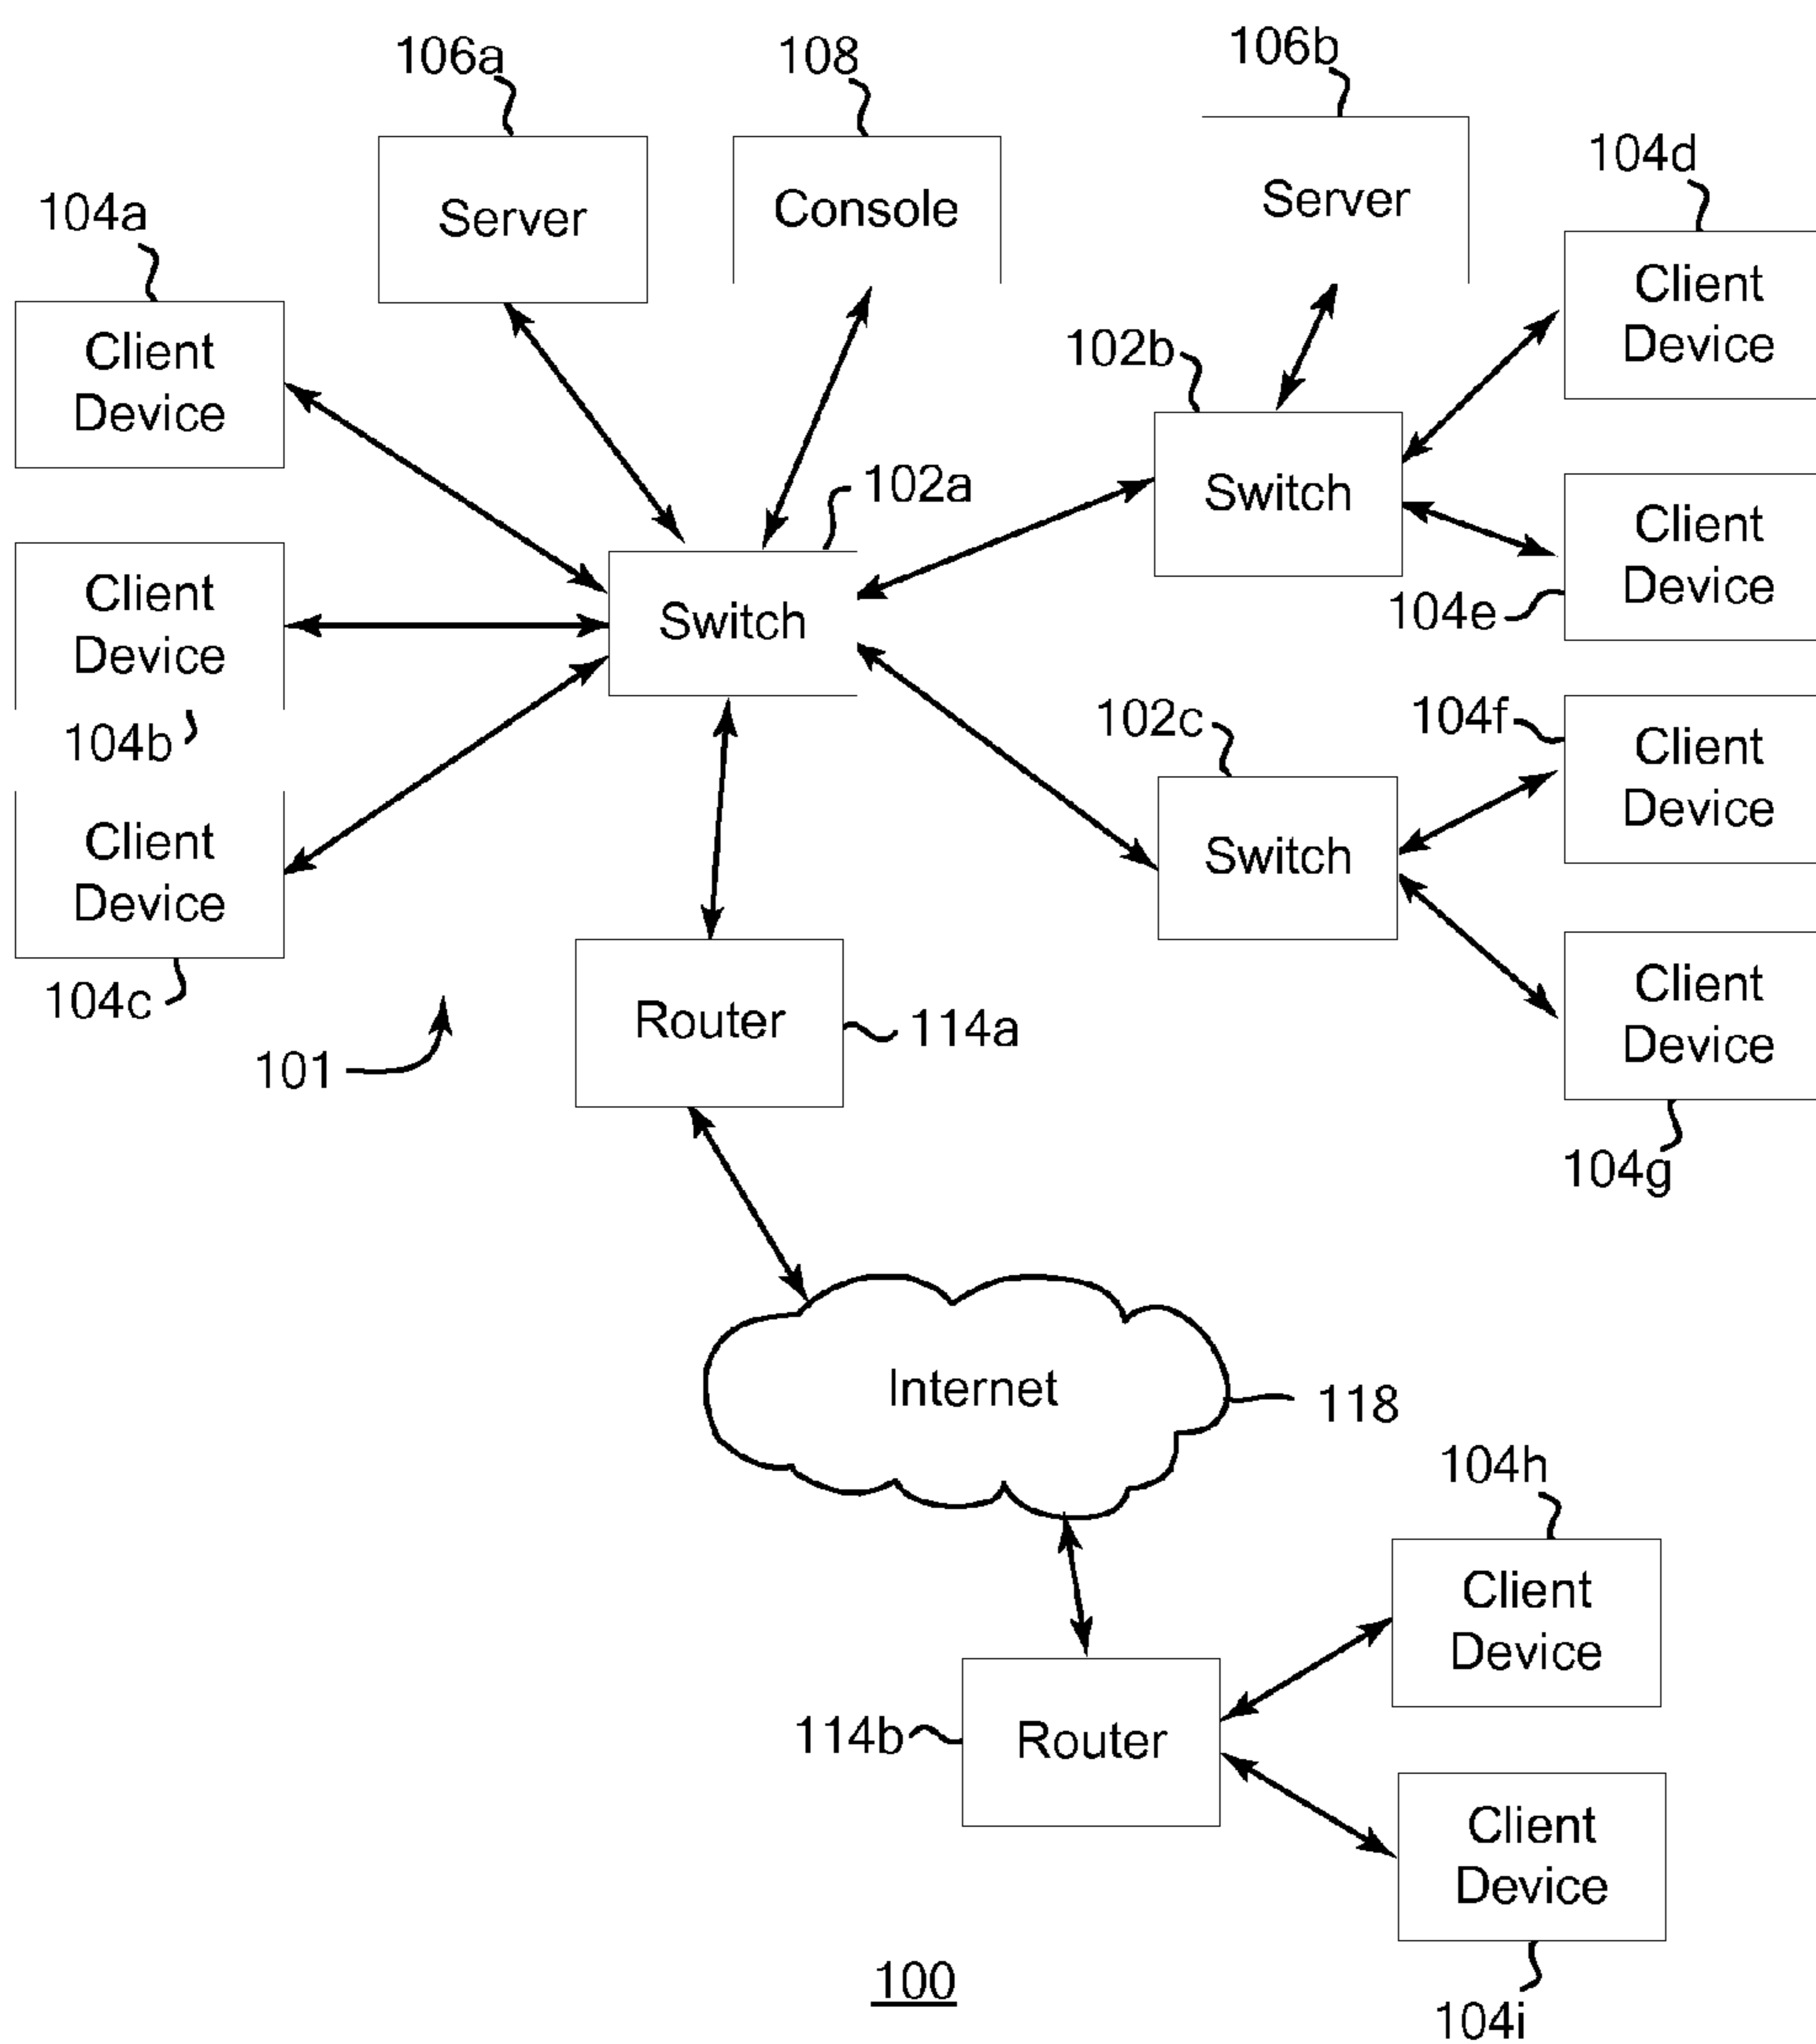 106a
108
106b
104d
104a
Server
Console
Server
Client
Device
Client
Device
102b
102a
Switch
Client
Device
104e
Client
Device
Switch
104b
102c
104f
Client
Device
Client
Device
Switch
104c
Router
114a
Client
Device
101
104g
Internet
118
104h
Client
Device
114b
Router
Client
Device
100
104i